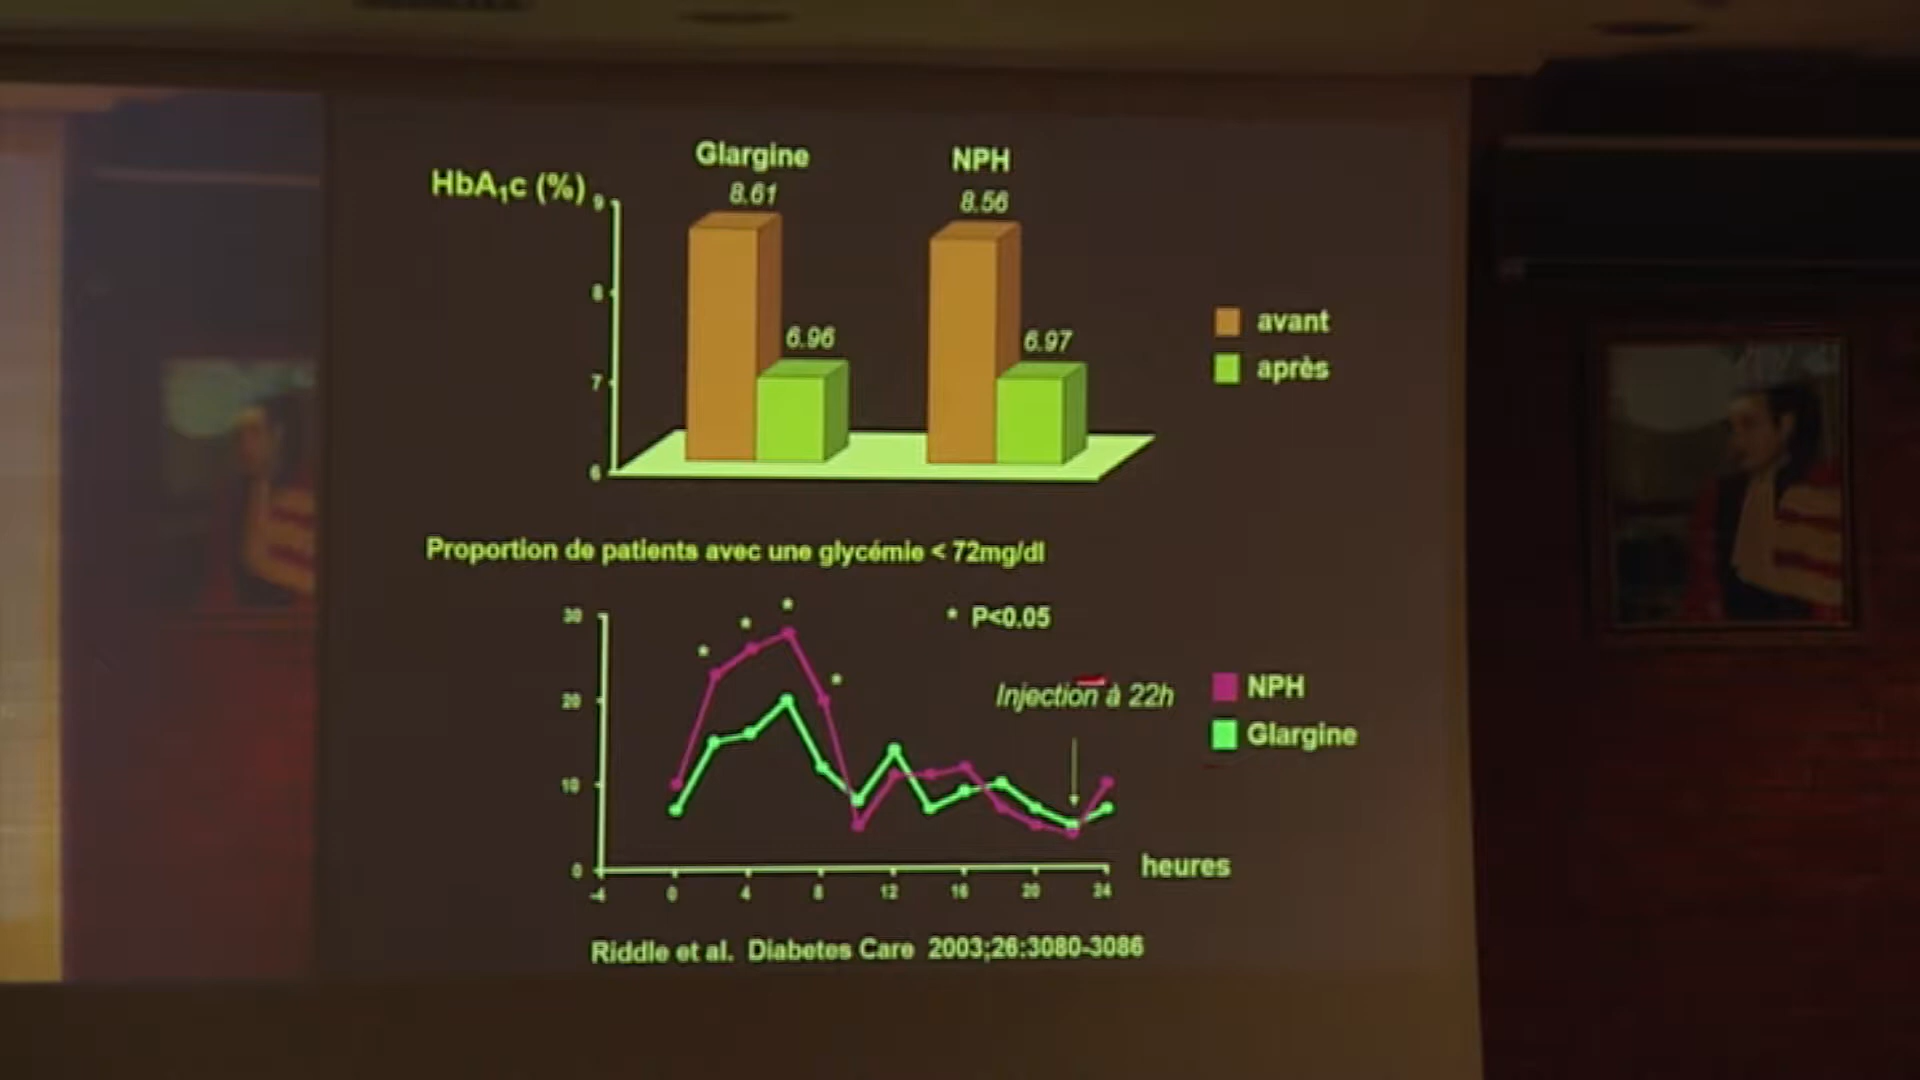 Glargine NPH
HbA1c (%)
8.61 8.56
9
8
6.96 6.97
7
6
avant
après
Proportion de patients avec une glycémie < 72mg/dl
30
20
10
0
* * * *
* P<0.05
Injection à 22h
NPH
Glargine
-4 0 4 8 12 16 20 24
heures
Riddle et al. Diabetes Care 2003;26:3080-3086